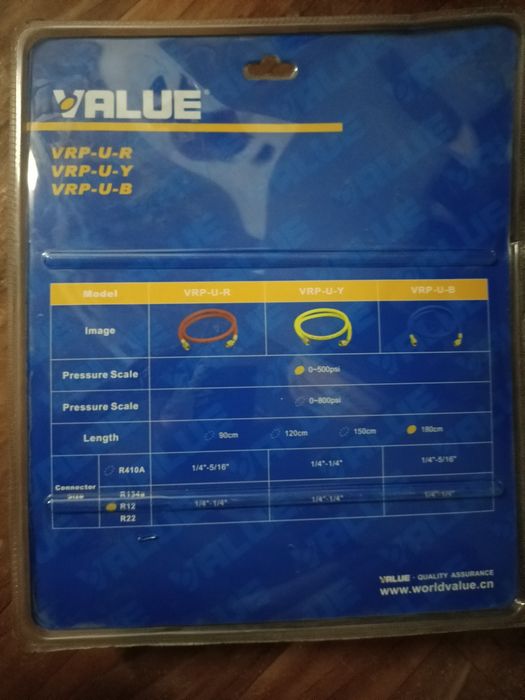 VALUE
VRP-U-R
VRP-U-Y
VRP-U-B
Model VRP-U-R VRP-U-Y VRP-U-B
Image
Pressure Scale 0~500psi
Pressure Scale 0~800psi
Length 90cm 120cm 150cm 180cm
Connector Size
R410A 1/4"-5/16" 1/4"-1/4" 1/4"-5/16"
R134a
R12 1/4"-1/4" 1/4"-1/4" 1/4"-1/4"
R22
VALUE · QUALITY ASSURANCE
www.worldvalue.cn